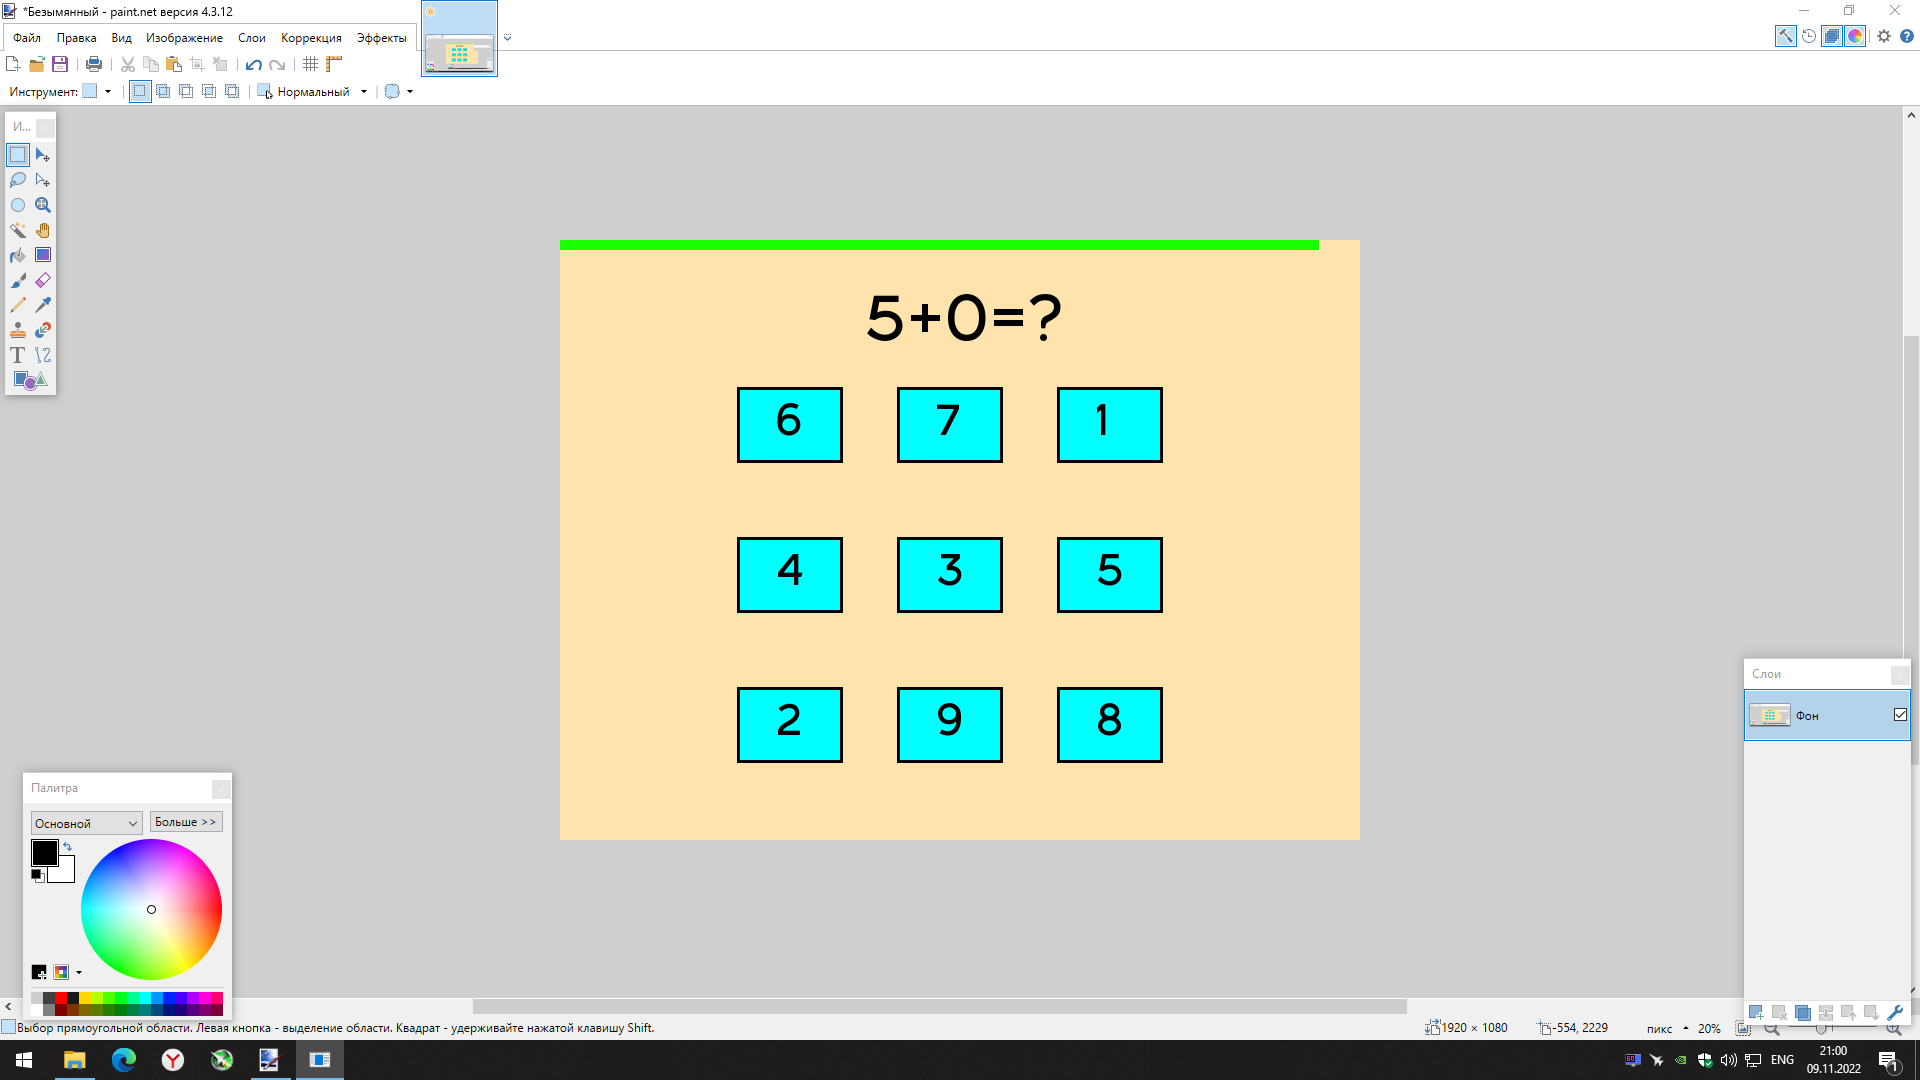 *Безымянный - paint.net версия 4.3.12
Файл Правка Вид Изображение Слои Коррекция Эффекты
Инструмент: Нормальный
И...
5+0=?
6 7 1
4 3 5
2 9 8
Слои
Фон
Палитра
Основной Больше >>
Выбор прямоугольной области. Левая кнопка - выделение области. Квадрат - удерживайте нажатой клавишу Shift.
1920 × 1080 -554, 2229 пикс 20%
60 ENG 21:00
09.11.2022 1